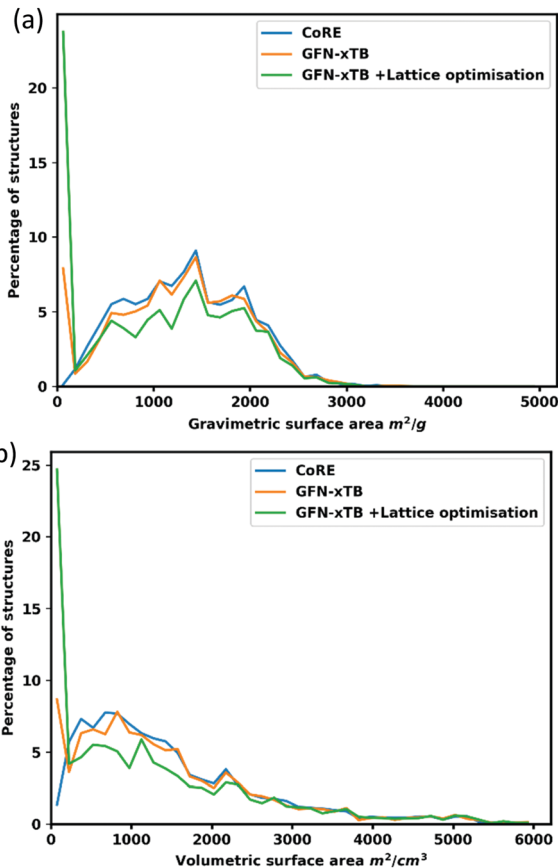 (a)
CoRE
GFN-xTB
GFN-xTB +Lattice optimisation
Percentage of structures
20
15
10
5
0
0 1000 2000 3000 4000 5000
Gravimetric surface area m²/g
b)
CoRE
GFN-xTB
GFN-xTB +Lattice optimisation
Percentage of structures
25
20
15
10
5
0
0 1000 2000 3000 4000 5000 6000
Volumetric surface area m²/cm³